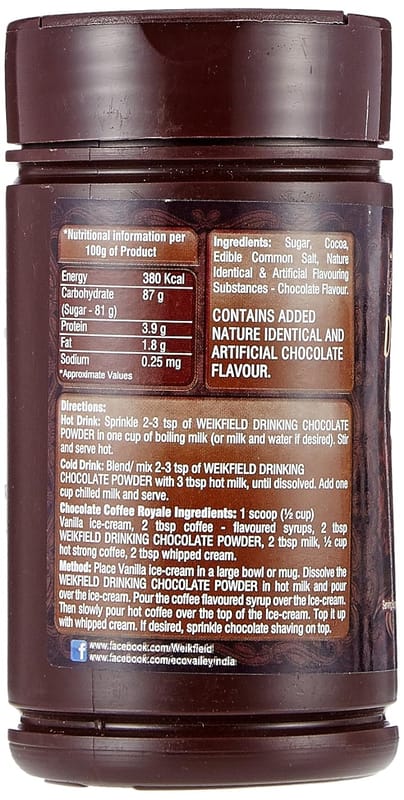 *Nutritional information per
100g of Product
Energy 380 Kcal
Carbohydrate 87 g
(Sugar - 81 g)
Protein 3.9 g
Fat 1.8 g
Sodium 0.25 mg
*Approximate Values
Ingredients: Sugar, Cocoa,
Edible Common Salt, Nature
Identical & Artificial Flavouring
Substances - Chocolate Flavour.
CONTAINS ADDED
NATURE IDENTICAL AND
ARTIFICIAL CHOCOLATE
FLAVOUR.
Directions:
Hot Drink: Sprinkle 2-3 tsp of WEIKFIELD DRINKING CHOCOLATE
POWDER in one cup of boiling milk (or milk and water if desired). Stir
and serve hot.
Cold Drink: Blend/ mix 2-3 tsp of WEIKFIELD DRINKING
CHOCOLATE POWDER with 3 tbsp hot milk, until dissolved. Add one
cup chilled milk and serve.
Chocolate Coffee Royale Ingredients: 1 scoop (½ cup)
Vanilla ice-cream, 2 tbsp coffee - flavoured syrups, 2 tbsp
WEIKFIELD DRINKING CHOCOLATE POWDER, 2 tbsp milk, ½ cup
hot strong coffee, 2 tbsp whipped cream.
Method: Place Vanilla ice-cream in a large bowl or mug. Dissolve the
WEIKFIELD DRINKING CHOCOLATE POWDER in hot milk and pour
over the ice-cream. Pour the coffee flavoured syrup over the Ice-cream.
Then slowly pour hot coffee over the top of the Ice-cream. Top it up
with whipped cream. If desired, sprinkle chocolate shaving on top.
f www.facebook.com/Weikfield
www.facebook.com/ecovalleyindia